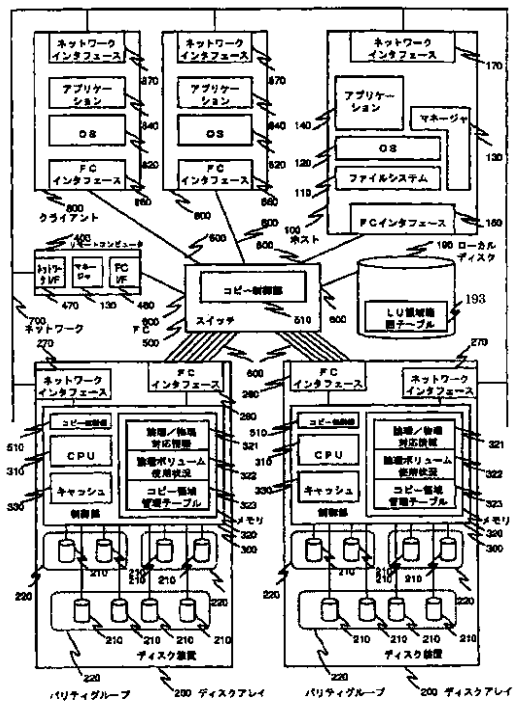 ネットワーク
インタフェース
870
アプリケー
ション
840
OS
820
FC
インタフェース
860
800
クライアント
ネットワーク
インタフェース
870
アプリケー
ション
840
OS
820
FC
インタフェース
860
800
ネットワーク
インタフェース
170
アプリケー
ション
140
マネージャ
130
OS
120
ファイルシステム
110
FCインタフェース
160
100
ホスト
600
600
600
400
リモートコンピュータ
ネットワー
クI/F
マネー
ジャ
FC
I/F
470
130
460
700
ネットワーク
コピー制御部
510
スイッチ
600
FC
500
600
190
ローカル
ディスク
LU領域範
囲テーブル
193
600
270
ネットワーク
インタフェース
FC
インタフェース
260
510
コピー制御部
310
CPU
330
キャッシュ
制御部
論理/物理
対応情報
321
論理ボリューム
使用状況
322
コピー領域
管理テーブル
323
メモリ
320
300
220
210
210
210
210
220
210
210
210
210
220
ディスク装置
パリティグループ
200
ディスクアレイ
FC
インタフェース
260
ネットワーク
インタフェース
270
510
コピー制御部
310
CPU
330
キャッシュ
制御部
論理/物理
対応情報
321
論理ボリューム
使用状況
322
コピー領域
管理テーブル
323
メモリ
320
300
220
210
210
210
210
220
210
210
210
210
220
ディスク装置
パリティグループ
200
ディスクアレイ